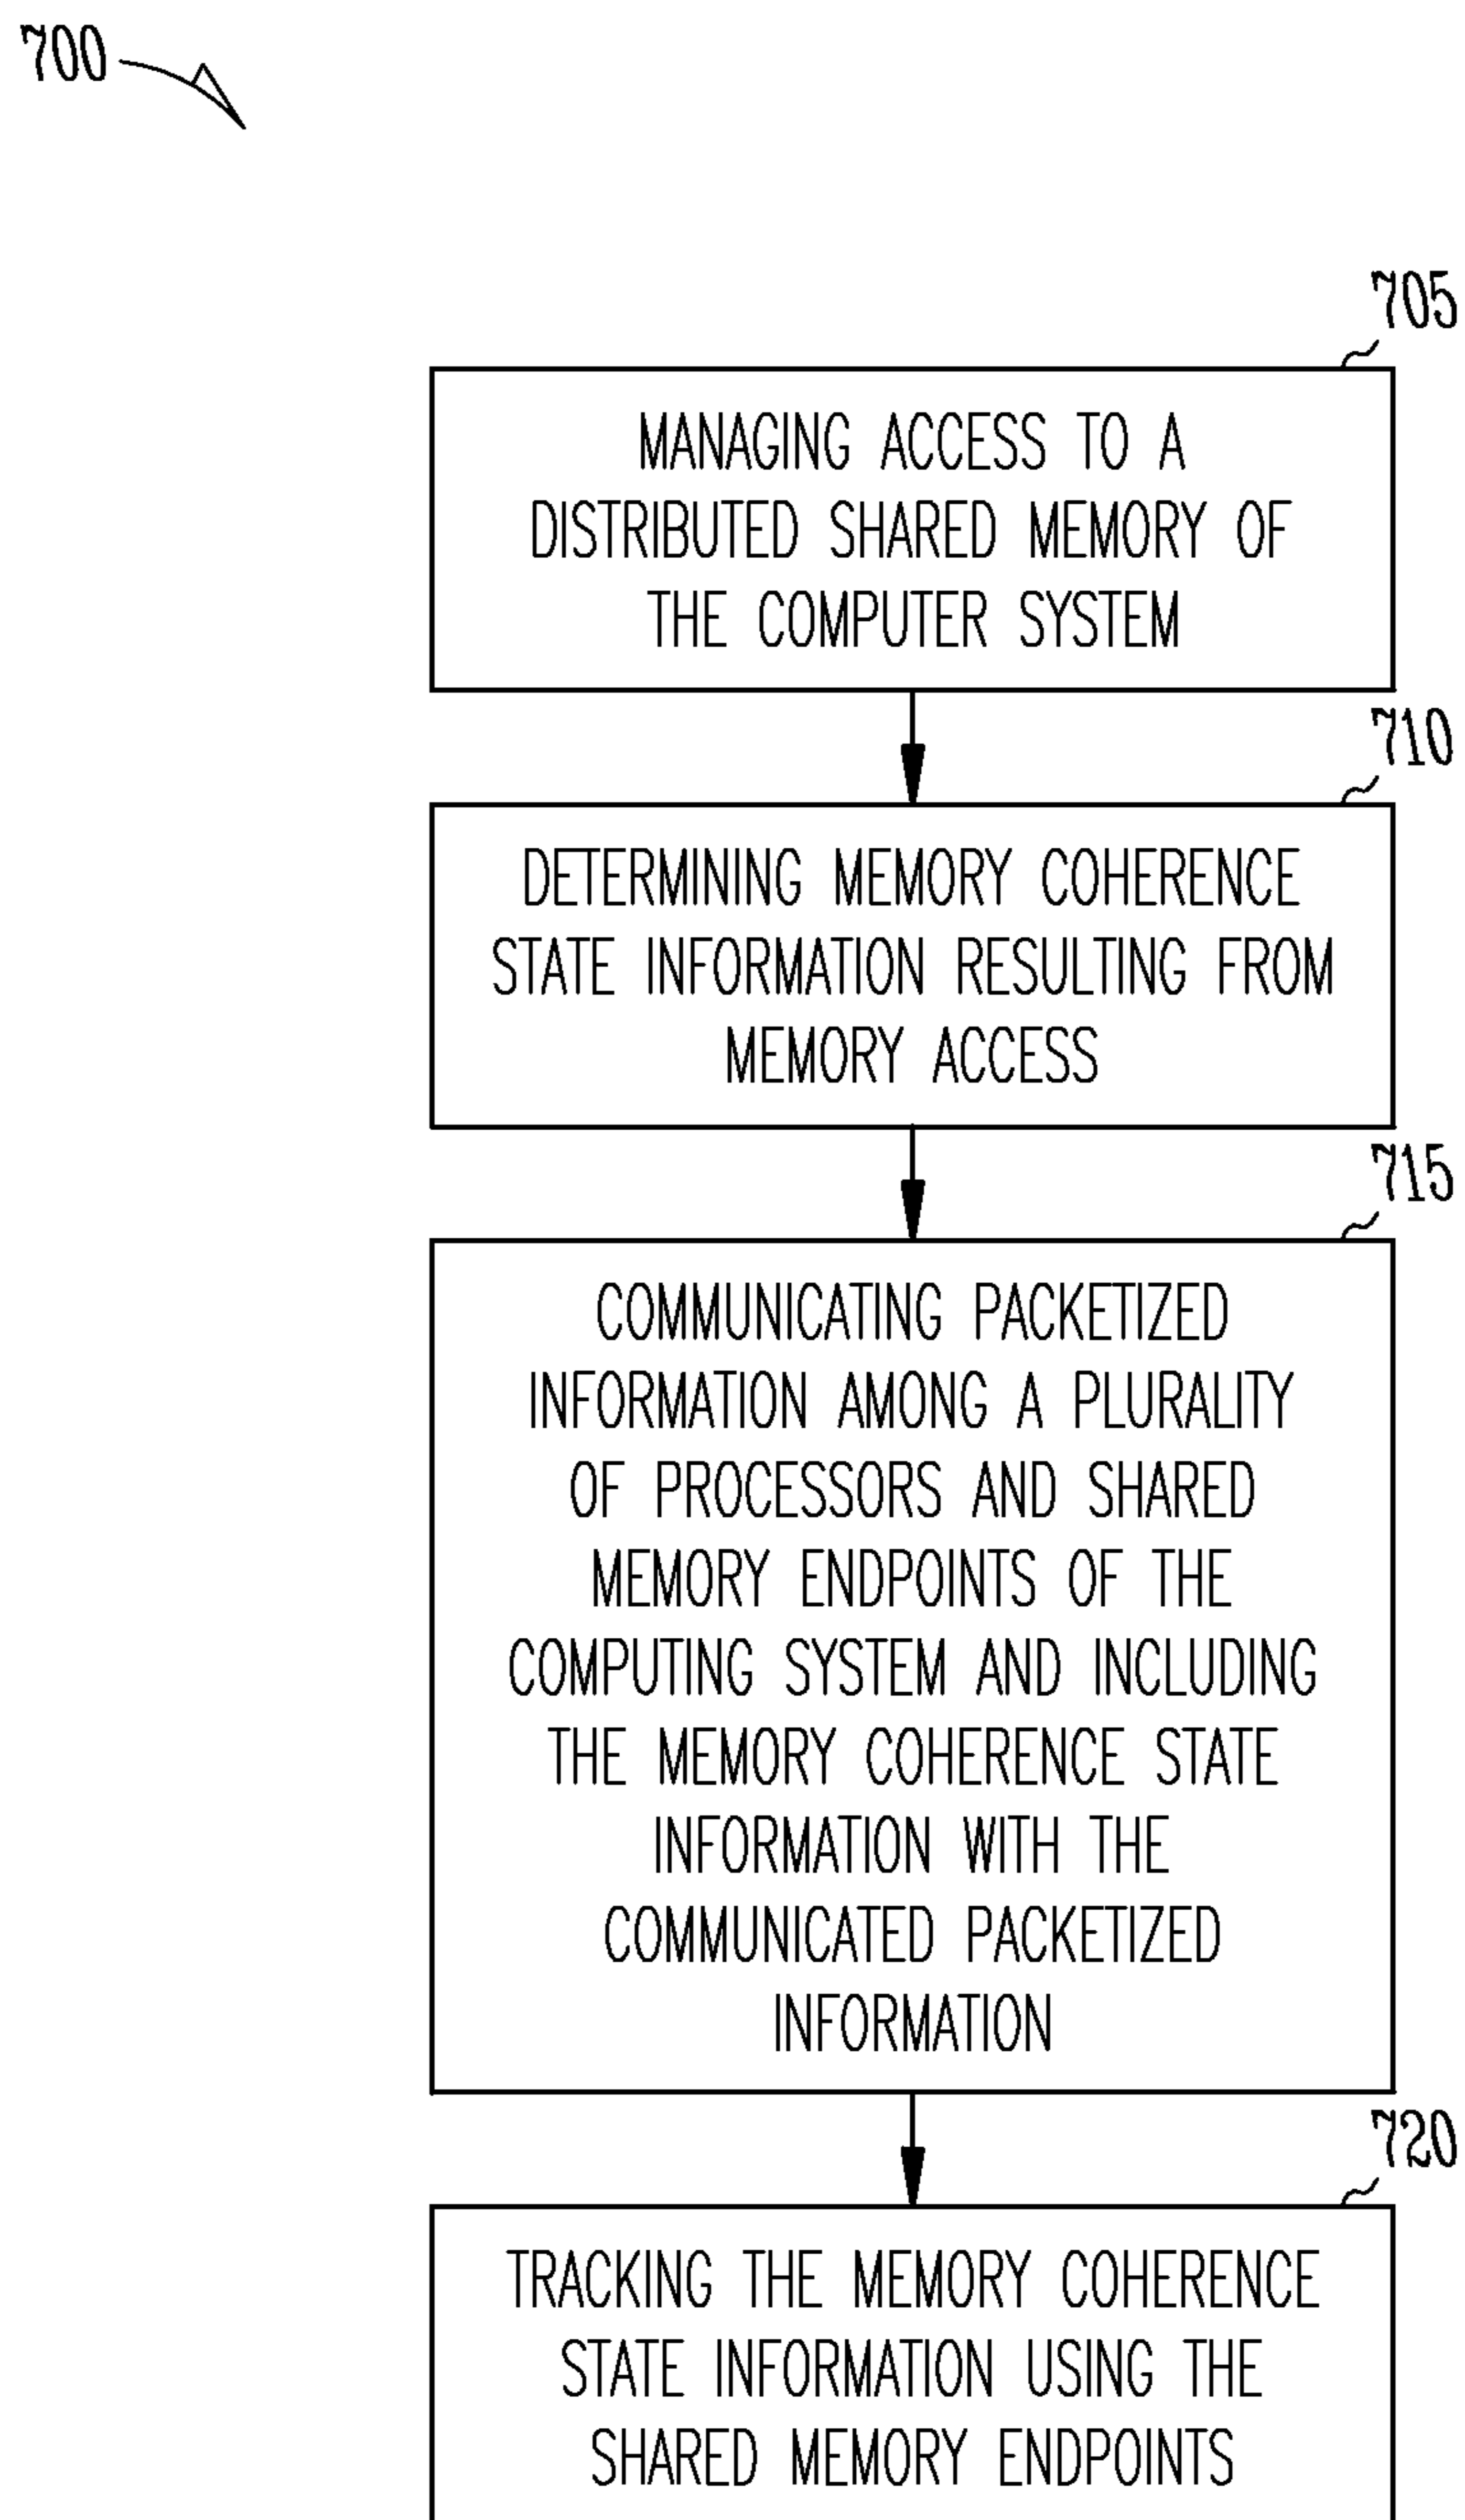 700
705
MANAGING ACCESS TO A
DISTRIBUTED SHARED MEMORY OF
THE COMPUTER SYSTEM
710
DETERMINING MEMORY COHERENCE
STATE INFORMATION RESULTING FROM
MEMORY ACCESS
715
COMMUNICATING PACKETIZED
INFORMATION AMONG A PLURALITY
OF PROCESSORS AND SHARED
MEMORY ENDPOINTS OF THE
COMPUTING SYSTEM AND INCLUDING
THE MEMORY COHERENCE STATE
INFORMATION WITH THE
COMMUNICATED PACKETIZED
INFORMATION
720
TRACKING THE MEMORY COHERENCE
STATE INFORMATION USING THE
SHARED MEMORY ENDPOINTS